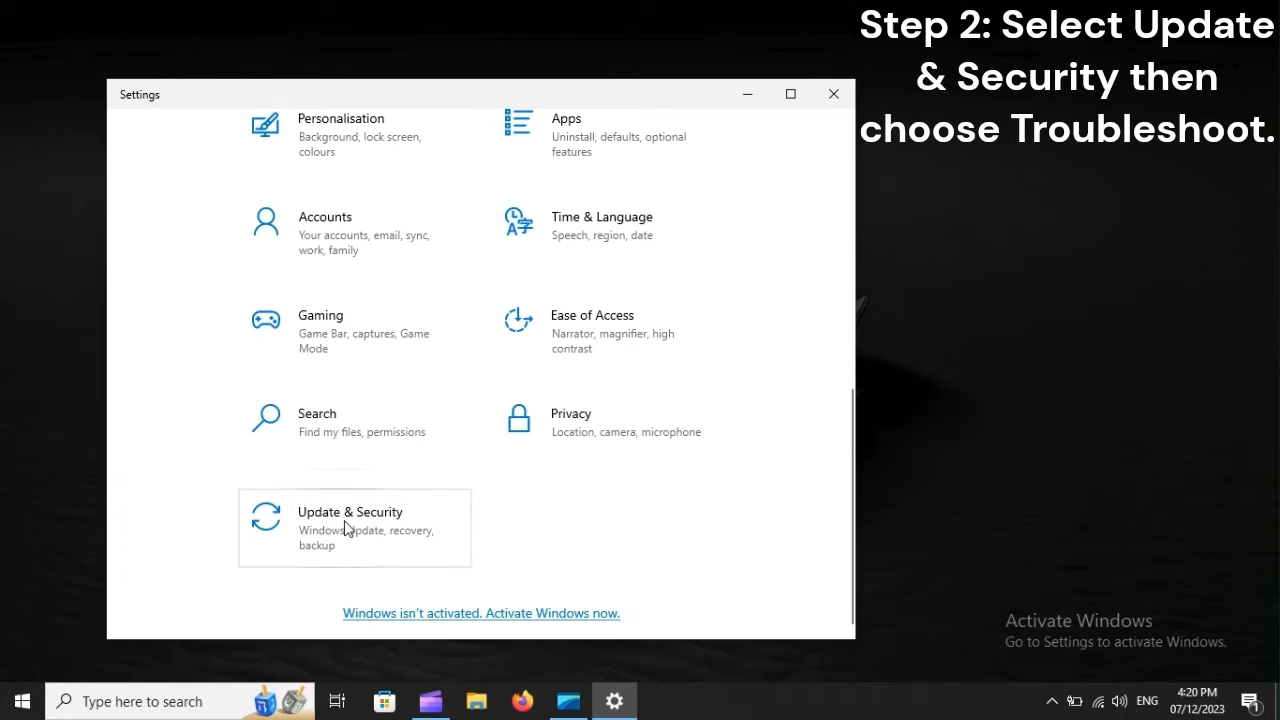 Step 2: Select Update
& Security then
choose Troubleshoot.
Settings
Personalisation
Background, lock screen,
colours
Apps
Uninstall, defaults, optional
features
Accounts
Your accounts, email, sync,
work, family
Time & Language
Speech, region, date
Gaming
Game Bar, captures, Game
Mode
Ease of Access
Narrator, magnifier, high
contrast
Search
Find my files, permissions
Privacy
Location, camera, microphone
Update & Security
Windows Update, recovery,
backup
Windows isn't activated. Activate Windows now.
Activate Windows
Go to Settings to activate Windows.
Type here to search
ENG
4:20 PM
07/12/2023
1